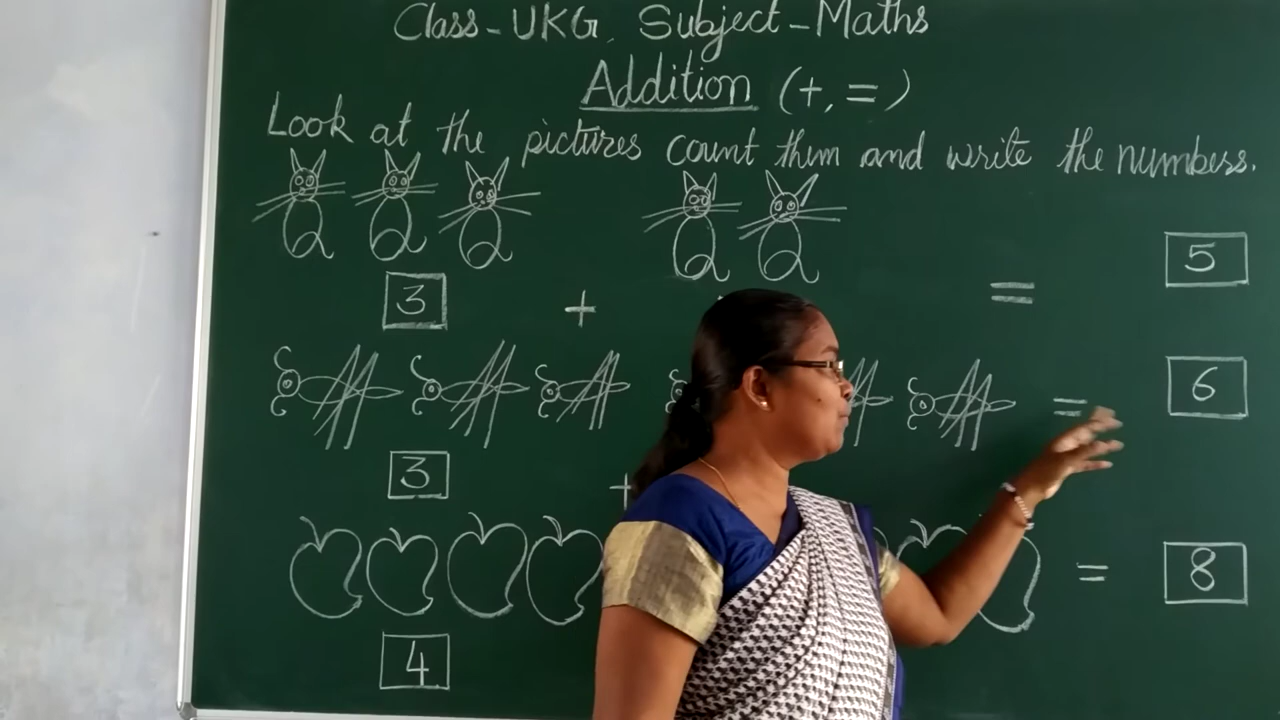 Class-UKG. Subject-Maths
Addition (+, =)
Look at the pictures count them and write the numbers.
3 + = 5
= 6
3 +
= 8
4